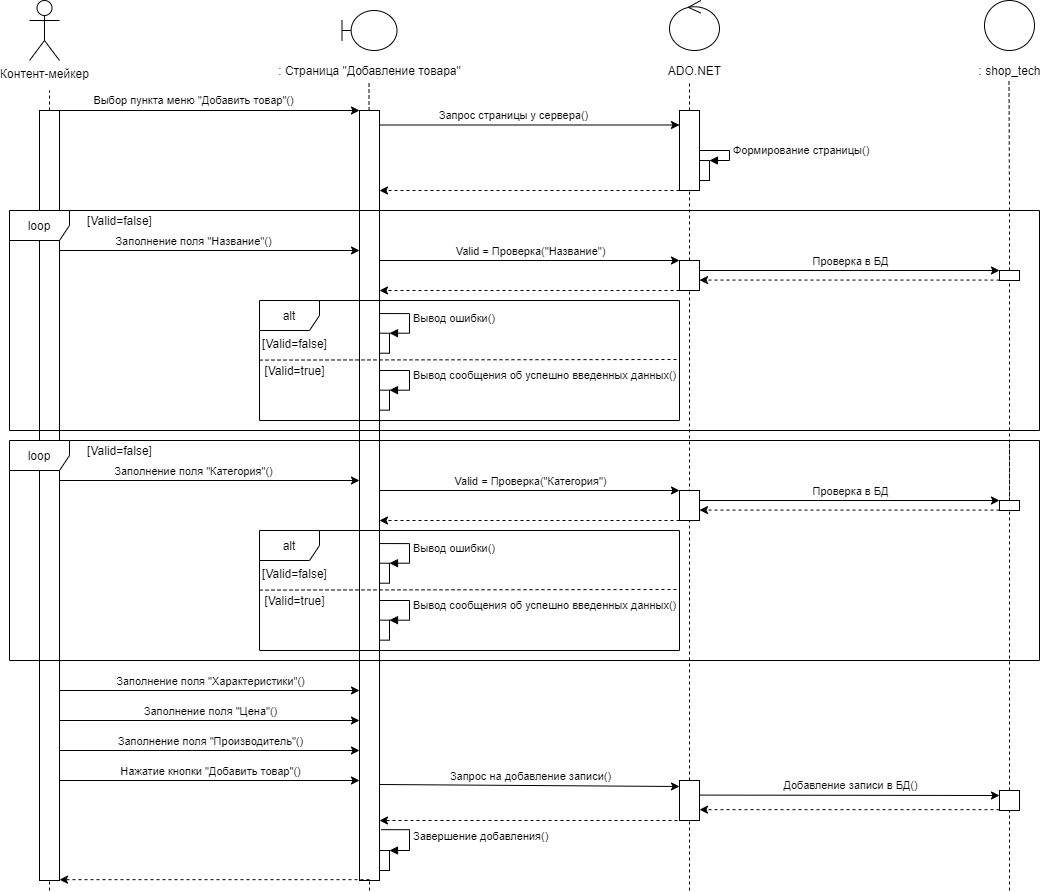 Контент-мейкер
: Страница "Добавление товара"
ADO.NET
: shop_tech
Выбор пункта меню "Добавить товар"()
Запрос страницы у сервера()
Формирование страницы()
loop
[Valid=false]
Заполнение поля "Название"()
Valid = Проверка("Название")
Проверка в БД
alt
Вывод ошибки()
[Valid=false]
[Valid=true]
Вывод сообщения об успешно введенных данных()
loop
[Valid=false]
Заполнение поля "Категория"()
Valid = Проверка("Категория")
Проверка в БД
alt
Вывод ошибки()
[Valid=false]
[Valid=true]
Вывод сообщения об успешно введенных данных()
Заполнение поля "Характеристики"()
Заполнение поля "Цена"()
Заполнение поля "Производитель"()
Нажатие кнопки "Добавить товар"()
Запрос на добавление записи()
Добавление записи в БД()
Завершение добавления()